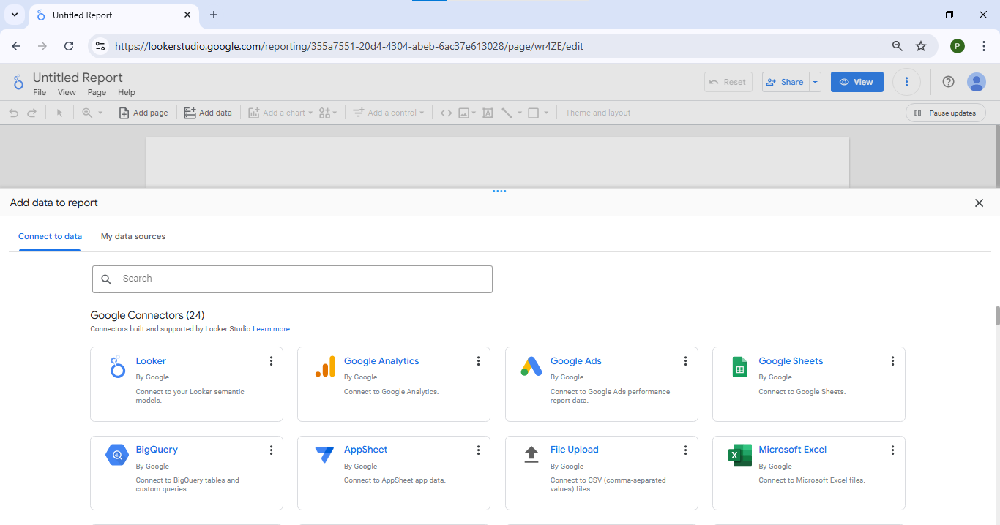 Untitled Report
https://lookerstudio.google.com/reporting/355a7551-20d4-4304-abeb-6ac37e613028/page/wr4ZE/edit
P
Untitled Report
File View Page Help
Reset
Share
View
Add page
Add data
Add a chart
Add a control
A
Theme and layout
Pause updates
Add data to report
Connect to data
My data sources
Search
Google Connectors (24)
Connectors built and supported by Looker Studio Learn more
Looker
By Google
Connect to your Looker semantic
models.
Google Analytics
By Google
Connect to Google Analytics.
Google Ads
By Google
Connect to Google Ads performance
report data.
Google Sheets
By Google
Connect to Google Sheets.
BigQuery
By Google
Connect to BigQuery tables and
custom queries.
AppSheet
By Google
Connect to AppSheet app data.
File Upload
By Google
Connect to CSV (comma-separated
values) files.
X
Microsoft Excel
By Google
Connect to Microsoft Excel files.